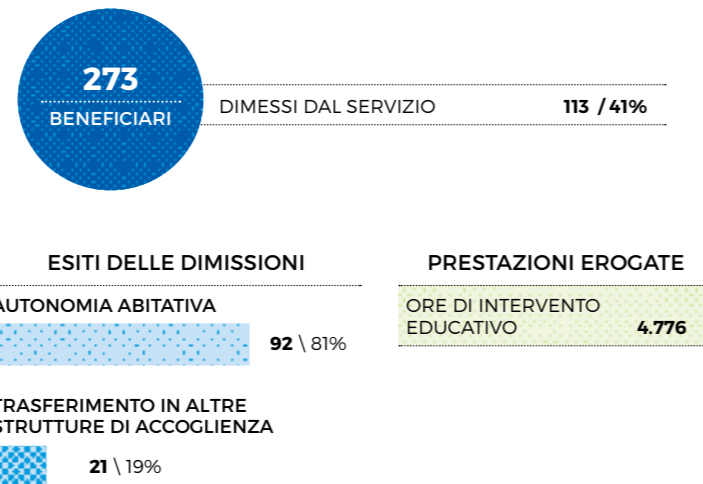 273
BENEFICIARI
DIMESSI DAL SERVIZIO 113 / 41%
ESITI DELLE DIMISSIONI
AUTONOMIA ABITATIVA
92 \ 81%
TRASFERIMENTO IN ALTRE
STRUTTURE DI ACCOGLIENZA
21 \ 19%
PRESTAZIONI EROGATE
ORE DI INTERVENTO
EDUCATIVO 4.776